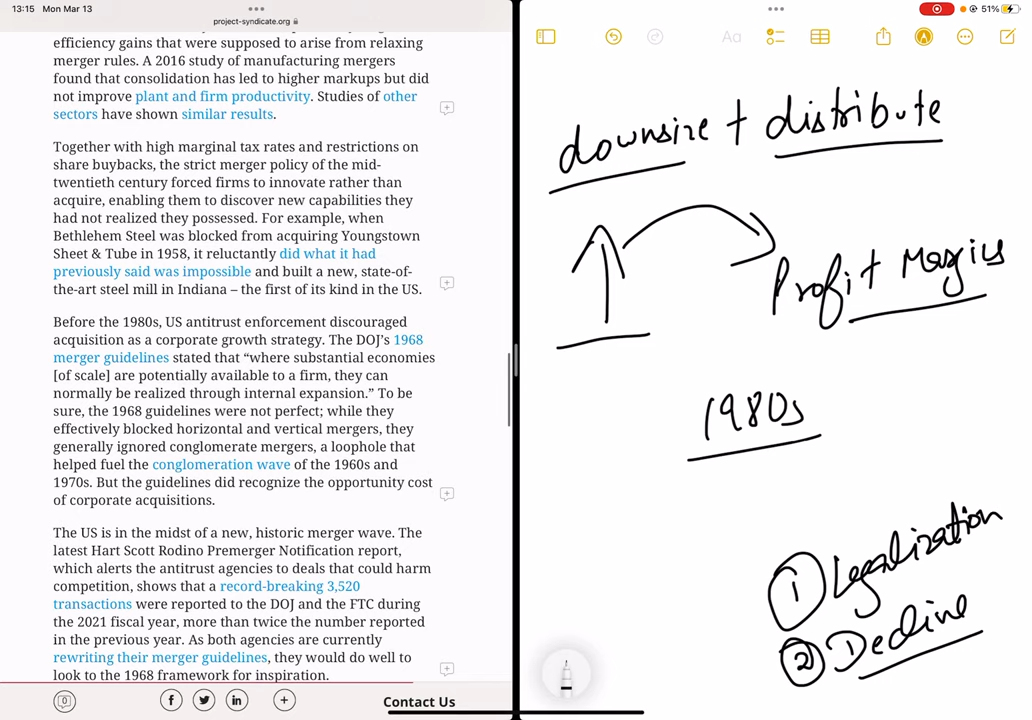 13:15 Mon Mar 13
project-syndicate.org
51%
efficiency gains that were supposed to arise from relaxing
merger rules. A 2016 study of manufacturing mergers
found that consolidation has led to higher markups but did
not improve plant and firm productivity. Studies of other
sectors have shown similar results.
Together with high marginal tax rates and restrictions on
share buybacks, the strict merger policy of the mid-
twentieth century forced firms to innovate rather than
acquire, enabling them to discover new capabilities they
had not realized they possessed. For example, when
Bethlehem Steel was blocked from acquiring Youngstown
Sheet & Tube in 1958, it reluctantly did what it had
previously said was impossible and built a new, state-of-
the-art steel mill in Indiana – the first of its kind in the US.
Before the 1980s, US antitrust enforcement discouraged
acquisition as a corporate growth strategy. The DOJ’s 1968
merger guidelines stated that “where substantial economies
[of scale] are potentially available to a firm, they can
normally be realized through internal expansion.” To be
sure, the 1968 guidelines were not perfect; while they
effectively blocked horizontal and vertical mergers, they
generally ignored conglomerate mergers, a loophole that
helped fuel the conglomeration wave of the 1960s and
1970s. But the guidelines did recognize the opportunity cost
of corporate acquisitions.
The US is in the midst of a new, historic merger wave. The
latest Hart Scott Rodino Premerger Notification report,
which alerts the antitrust agencies to deals that could harm
competition, shows that a record-breaking 3,520
transactions were reported to the DOJ and the FTC during
the 2021 fiscal year, more than twice the number reported
in the previous year. As both agencies are currently
rewriting their merger guidelines, they would do well to
look to the 1968 framework for inspiration.
0
Contact Us
Aa
downsize + distribute
Profit Margins
1980s
1 Legalization
2 Decline